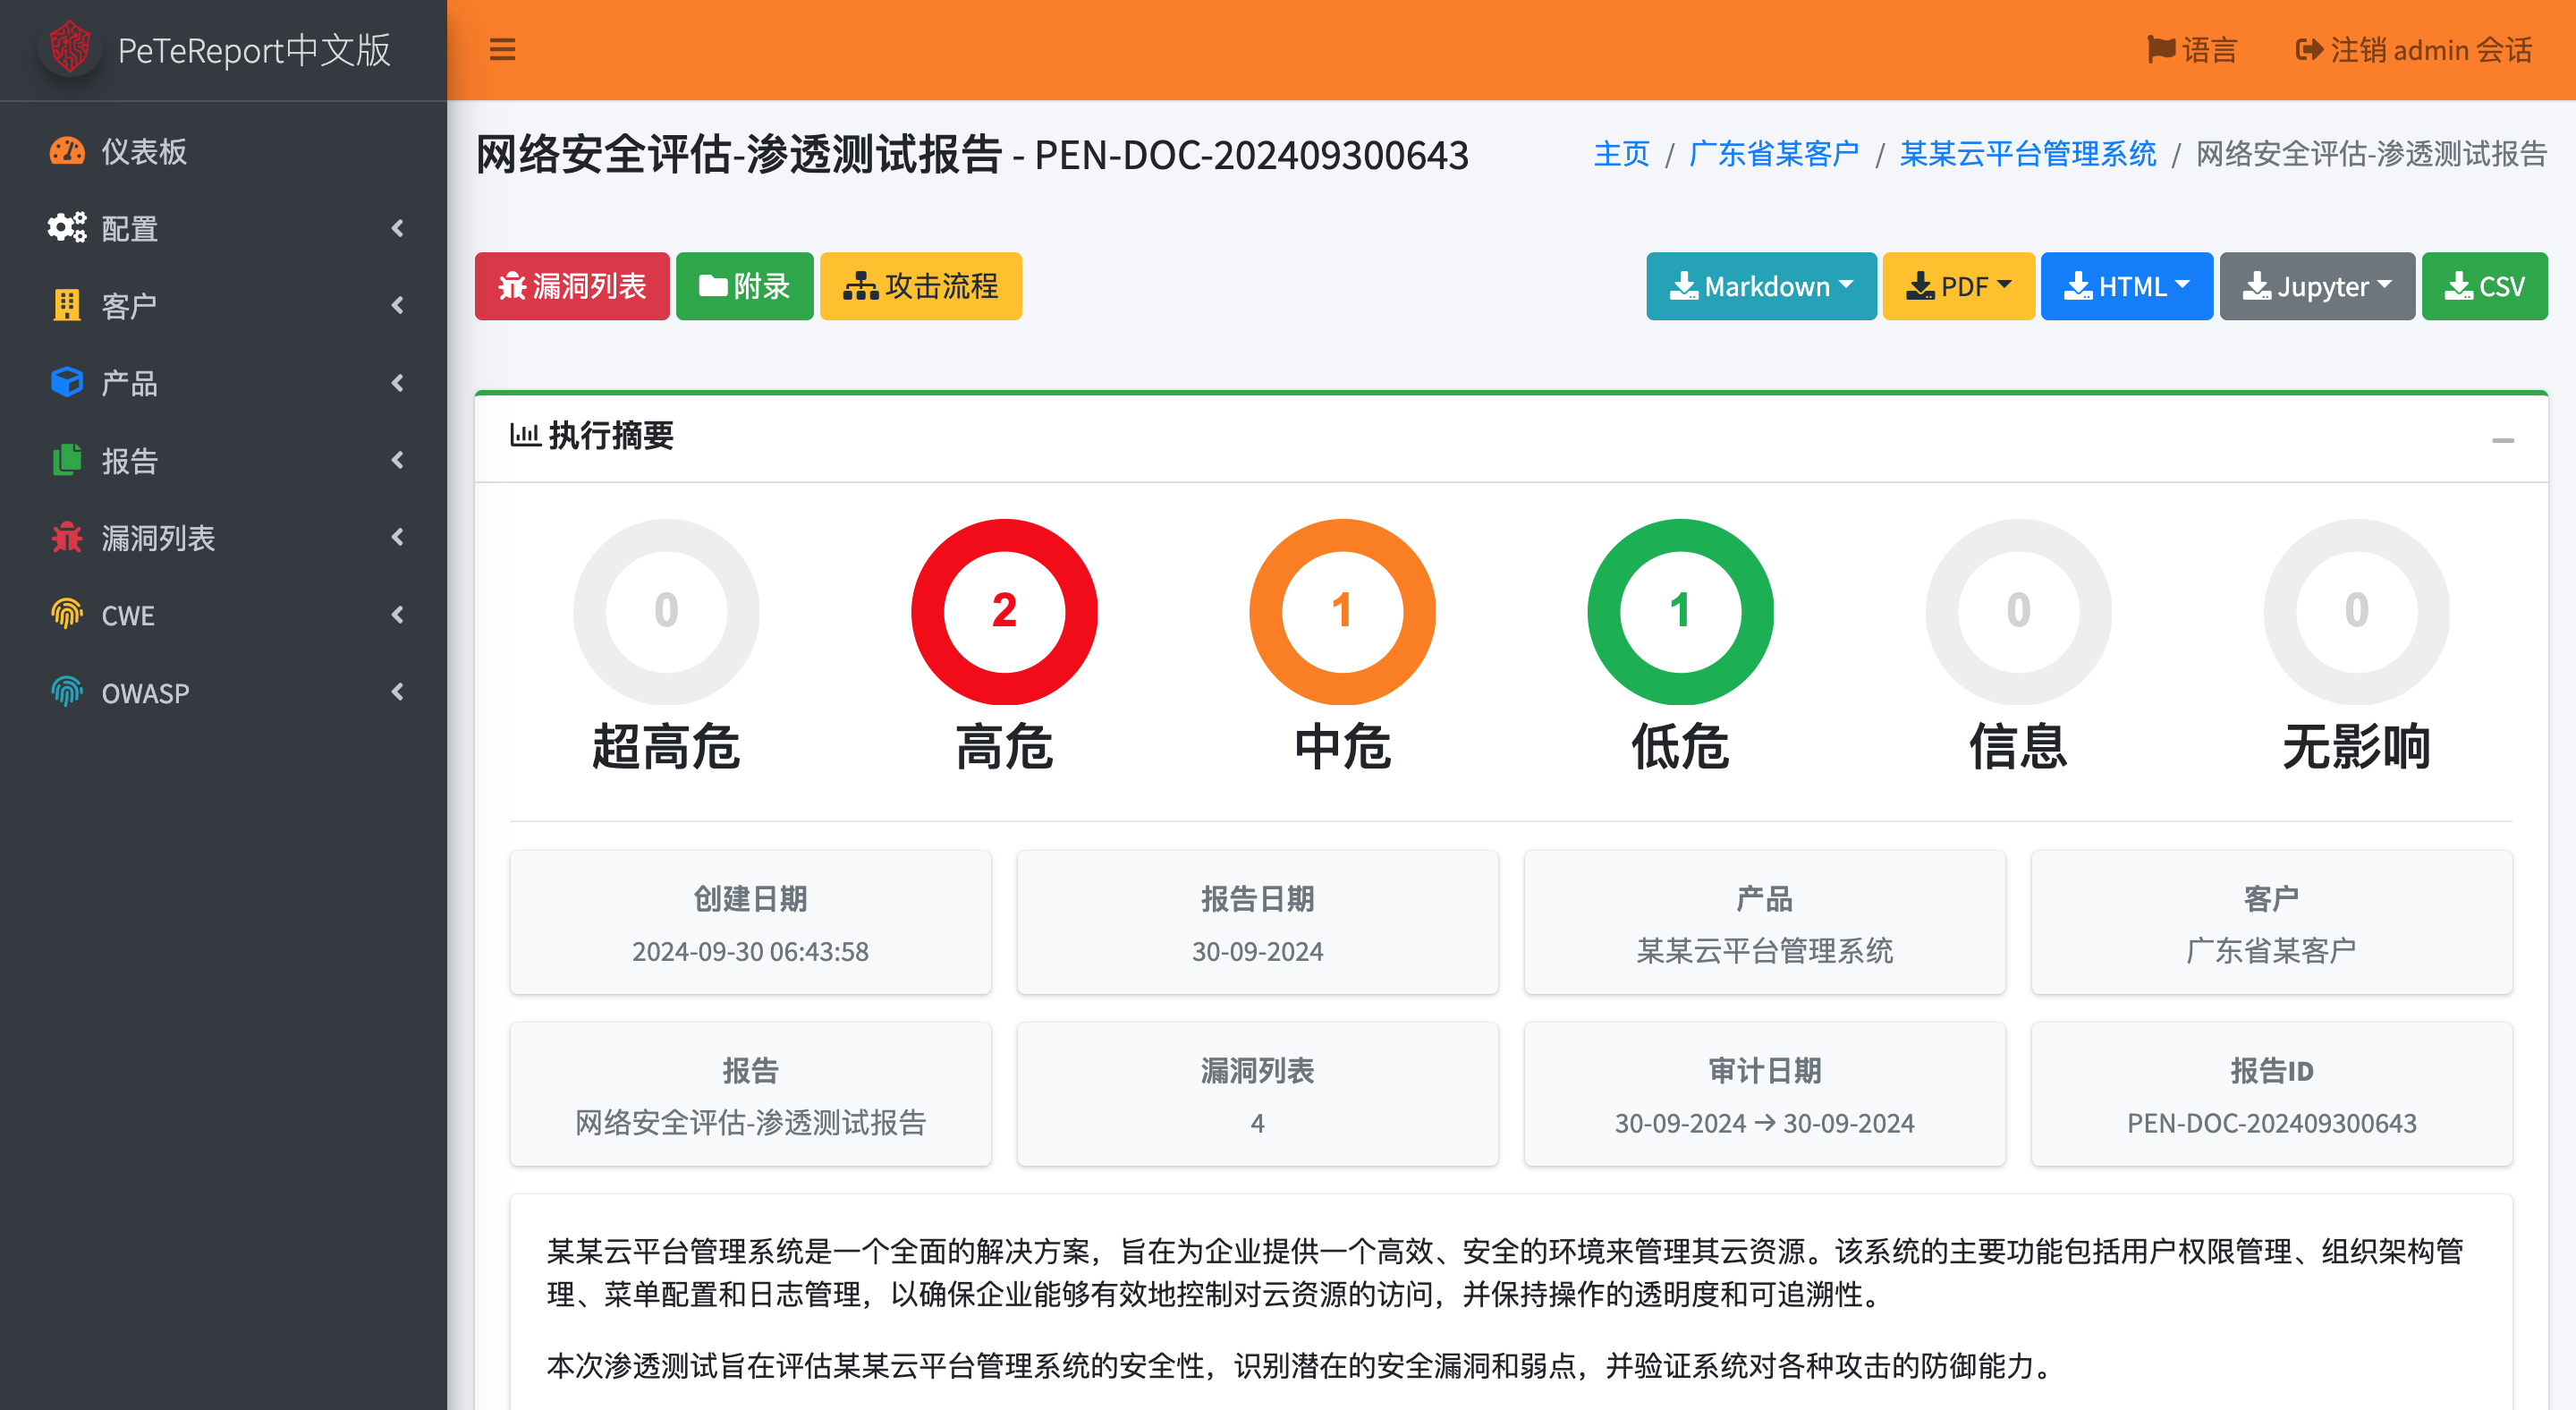 PeTeReport中文版
语言
注销 admin 会话
仪表板
配置
客户
产品
报告
漏洞列表
CWE
OWASP
网络安全评估-渗透测试报告 - PEN-DOC-202409300643
主页 / 广东省某客户 / 某某云平台管理系统 / 网络安全评估-渗透测试报告
漏洞列表
附录
攻击流程
Markdown
PDF
HTML
Jupyter
CSV
执行摘要
0
2
1
1
0
0
超高危
高危
中危
低危
信息
无影响
创建日期
2024-09-30 06:43:58
报告日期
30-09-2024
产品
某某云平台管理系统
客户
广东省某客户
报告
网络安全评估-渗透测试报告
漏洞列表
4
审计日期
30-09-2024 → 30-09-2024
报告ID
PEN-DOC-202409300643
某某云平台管理系统是一个全面的解决方案，旨在为企业提供一个高效、安全的环境来管理其云资源。该系统的主要功能包括用户权限管理、组织架构管
理、菜单配置和日志管理，以确保企业能够有效地控制对云资源的访问，并保持操作的透明度和可追溯性。
本次渗透测试旨在评估某某云平台管理系统的安全性，识别潜在的安全漏洞和弱点，并验证系统对各种攻击的防御能力。